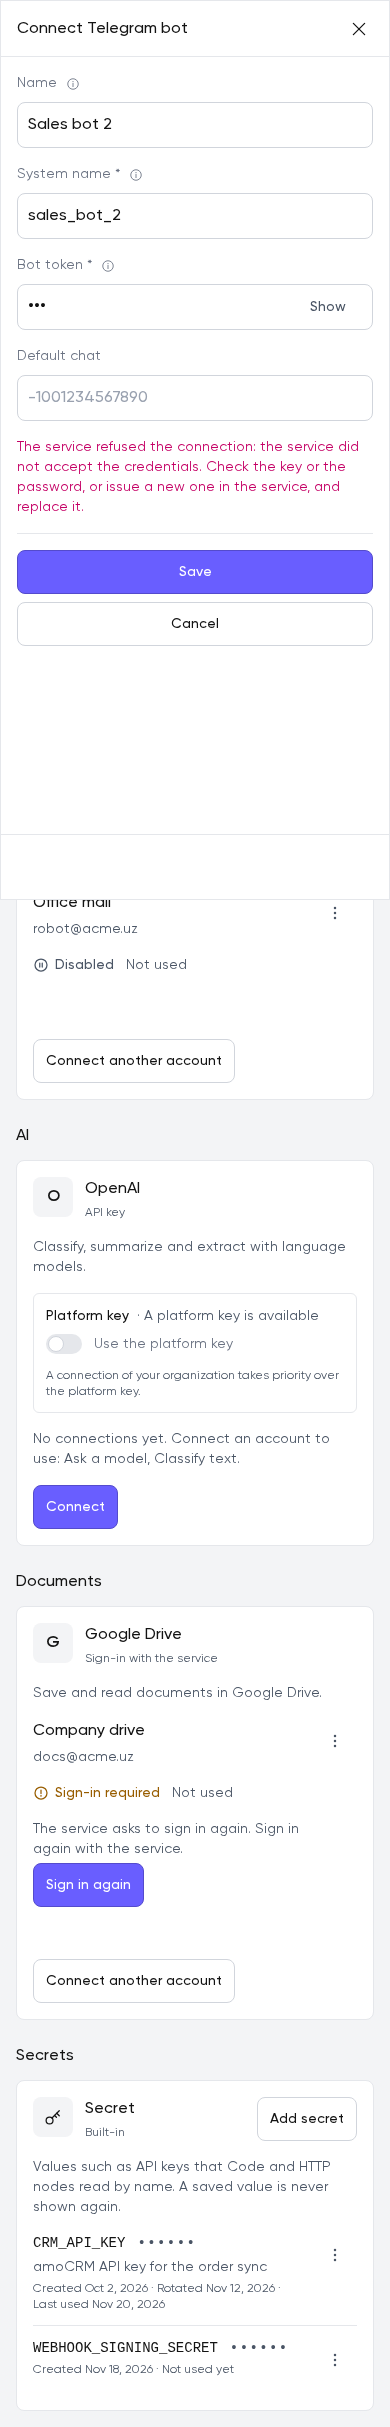 Connect Telegram bot
Name
Sales bot 2
System name *
sales_bot_2
Bot token *
•••
Show
Default chat
-1001234567890
The service refused the connection: the service did
not accept the credentials. Check the key or the
password, or issue a new one in the service, and
replace it.
Save
Cancel
Office mail
robot@acme.uz
Disabled Not used
Connect another account
AI
O
OpenAI
API key
Classify, summarize and extract with language
models.
Platform key · A platform key is available
Use the platform key
A connection of your organization takes priority over
the platform key.
No connections yet. Connect an account to
use: Ask a model, Classify text.
Connect
Documents
G
Google Drive
Sign-in with the service
Save and read documents in Google Drive.
Company drive
docs@acme.uz
Sign-in required Not used
The service asks to sign in again. Sign in
again with the service.
Sign in again
Connect another account
Secrets
Secret
Built-in
Add secret
Values such as API keys that Code and HTTP
nodes read by name. A saved value is never
shown again.
CRM_API_KEY ••••••
amoCRM API key for the order sync
Created Oct 2, 2026 · Rotated Nov 12, 2026 ·
Last used Nov 20, 2026
WEBHOOK_SIGNING_SECRET ••••••
Created Nov 18, 2026 · Not used yet